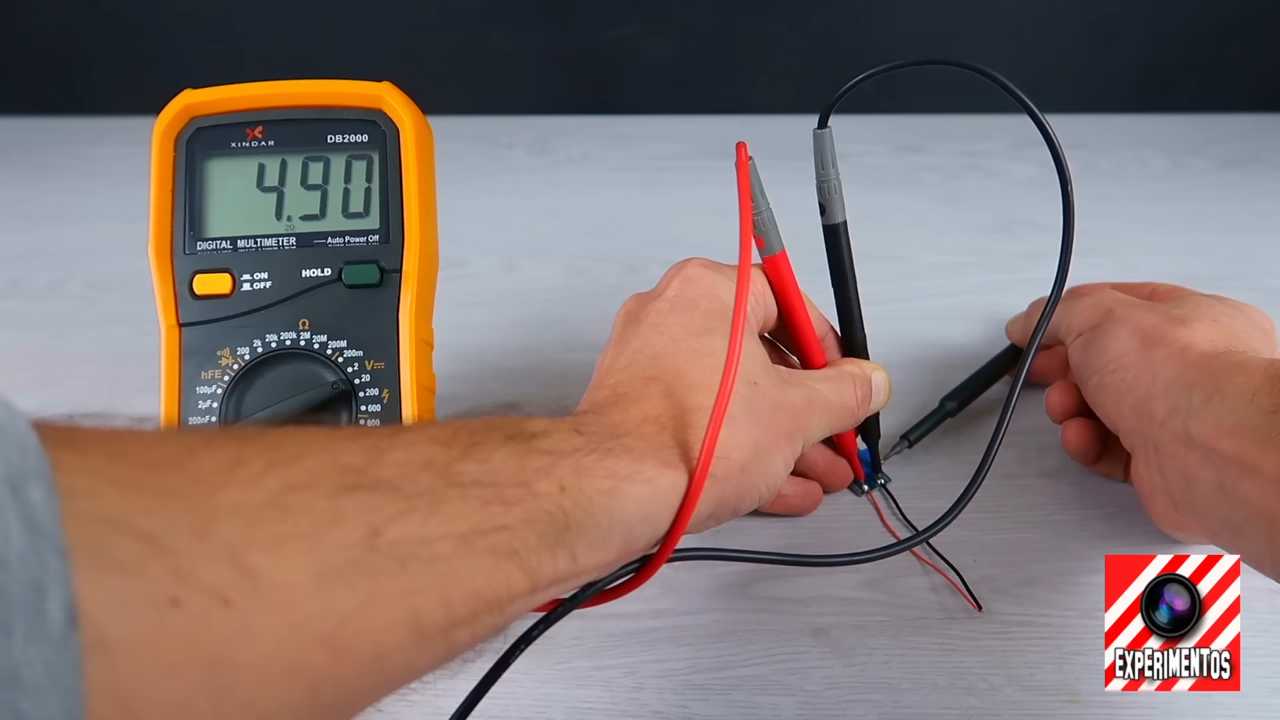 XINDAR
DB2000
4.90
20
DIGITAL MULTIMETER
Auto Power Off
ON
OFF
HOLD
Ω
200 2k 20k 200k 2M 20M 200M
200m
V
2
20
200
600
600
hFE
100µF
2µF
200nF
EXPERIMENTOS